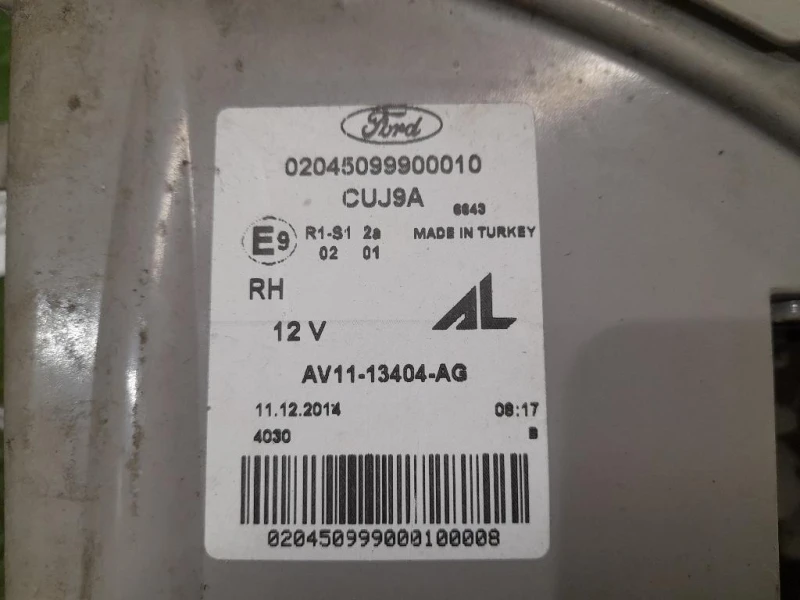 Ford
02045099900010
CUJ9A
6643
E9 R1-S1 2a MADE IN TURKEY
02 01
RH
AL
12 V
AV11-13404-AG
11.12.2014 08:17
4030 B
020450999000100008